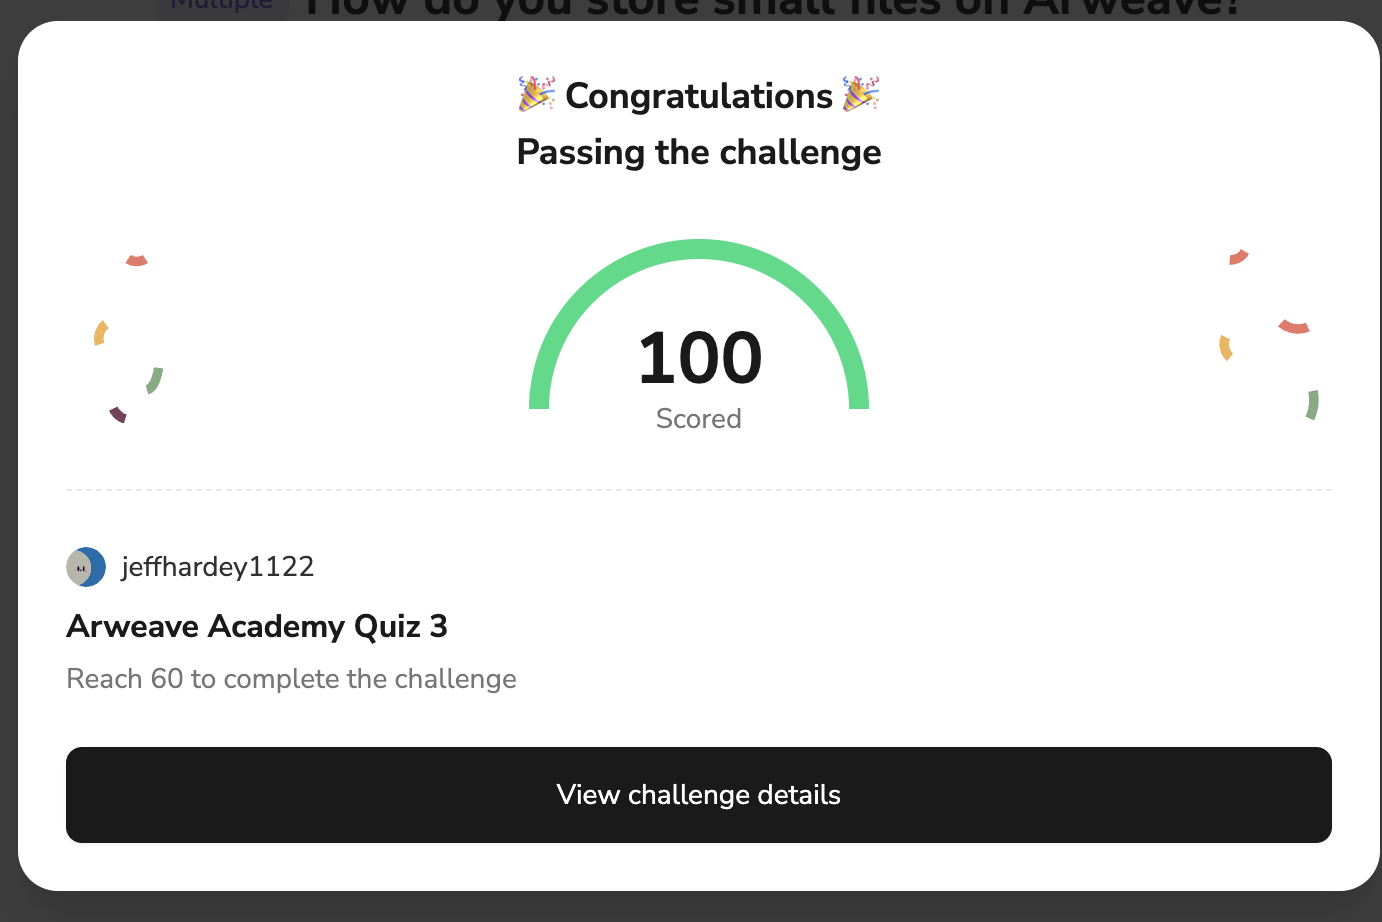 Multiple How do you store small files on Arweave?
🎉 Congratulations 🎉
Passing the challenge
100
Scored
jeffhardey1122
Arweave Academy Quiz 3
Reach 60 to complete the challenge
View challenge details